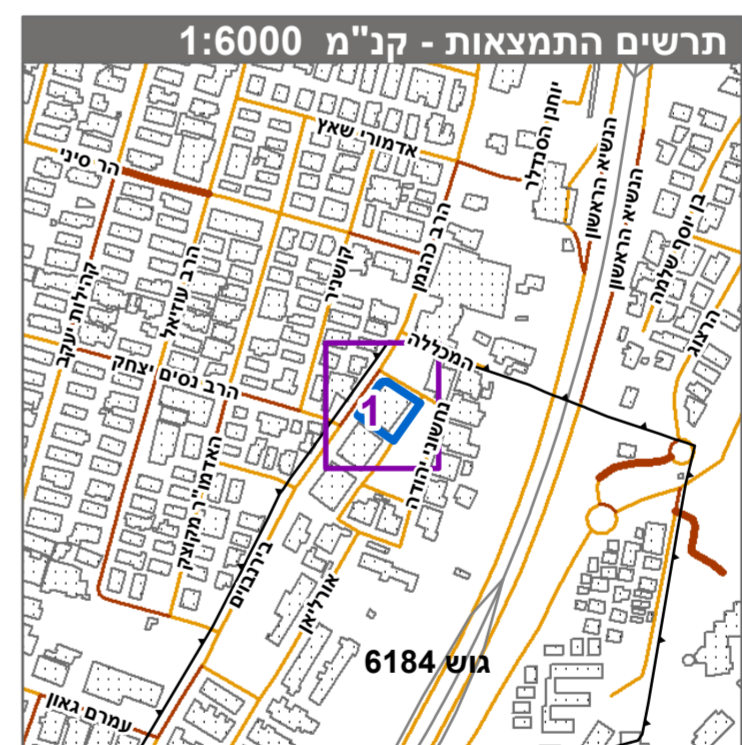 תרשים התמצאות - קנ"מ 1:6000
יוחנן הסנדלר
הנשיא הראשון
אדמורי שאץ
הר סיני
הנשיא הראשון
בן יוסף שלמה
הרב כהנמן
הרב עוזיאל
קושניר
קהילות יעקב
הרצוג
המכללה
הרב נסים יצחק
1
נחשוני יהודה
האדמו"ר מקוצק
בירנבוים
אורליאן
גוש 6184
עמרם גאון